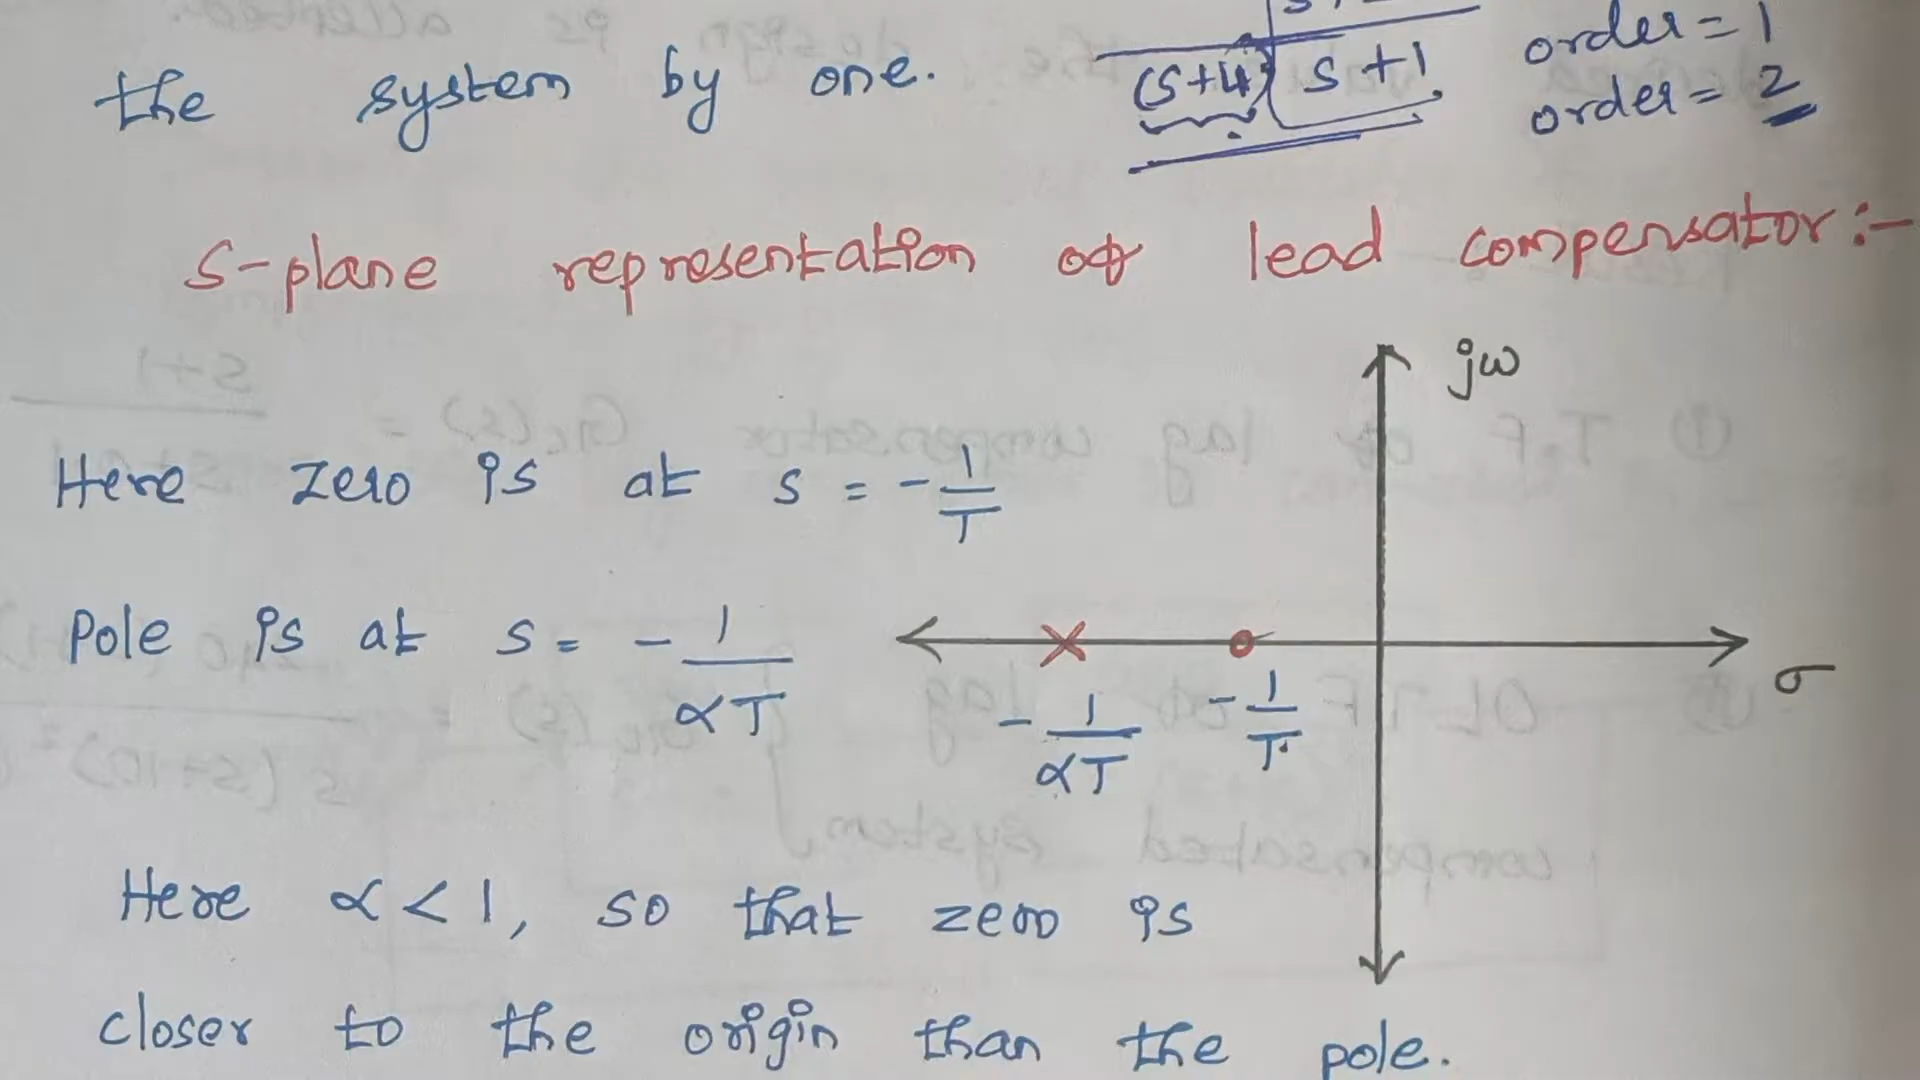 the system by one.
(s+4) s+1
order = 1
order = 2
S-plane representation of lead compensator:-
jω
Here zero is at s = -1/T
Pole is at s = -1/αT
σ
-1/αT -1/T
Here α < 1, so that zero is
closer to the origin than the pole.